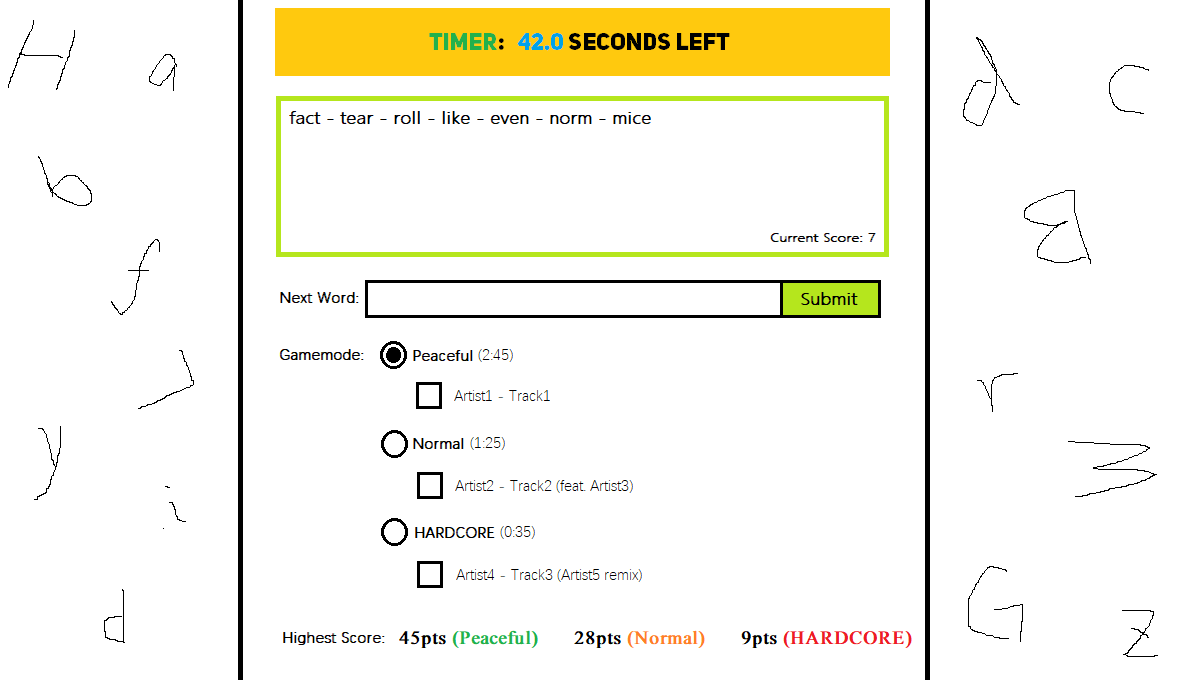 H a
b
f
y
i
d
TIMER: 42.0 SECONDS LEFT
fact - tear - roll - like - even - norm - mice
Current Score: 7
Next Word: Submit
Gamemode: Peaceful (2:45)
Artist1 - Track1
Normal (1:25)
Artist2 - Track2 (feat. Artist3)
HARDCORE (0:35)
Artist4 - Track3 (Artist5 remix)
Highest Score: 45pts (Peaceful) 28pts (Normal) 9pts (HARDCORE)
d c
B
r
M
G
z